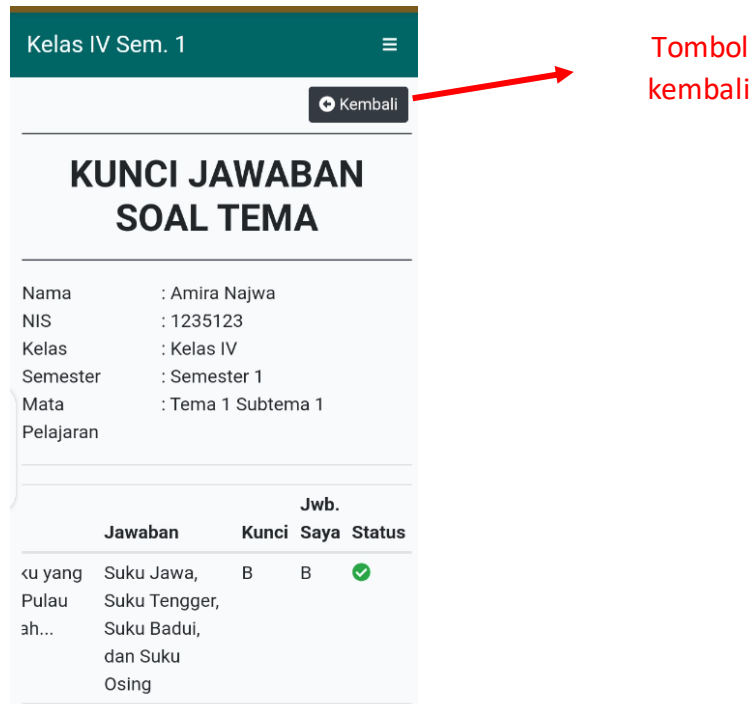 Kelas IV Sem. 1
Tombol
kembali
Kembali
KUNCI JAWABAN
SOAL TEMA
Nama : Amira Najwa
NIS : 1235123
Kelas : Kelas IV
Semester : Semester 1
Mata : Tema 1 Subtema 1
Pelajaran
Jwb.
Jawaban Kunci Saya Status
yang Suku Jawa, B B
Pulau Suku Tengger,
Suku Badui,
dan Suku
Osing